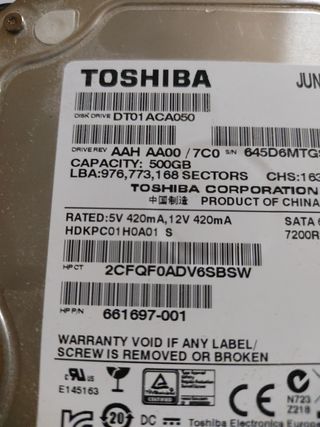 TOSHIBA JUN
DISK DRIVE DT01ACA050
DRIVE REV AAH AA00 / 7C0 S/N 645D6MTGS
CAPACITY: 500GB
LBA:976,773,168 SECTORS CHS:163
TOSHIBA CORPORATION
中国制造 PRODUCT OF CHINA
RATED:5V 420mA,12V 420mA SATA 6
HDKPC01H0A01 S 7200R
HP CT 2CFQF0ADV6SBSW
HP P/N 661697-001
WARRANTY VOID IF ANY LABEL/
SCREW IS REMOVED OR BROKEN
E145163
N723
Z218
20 DC Toshiba Electronics Europe